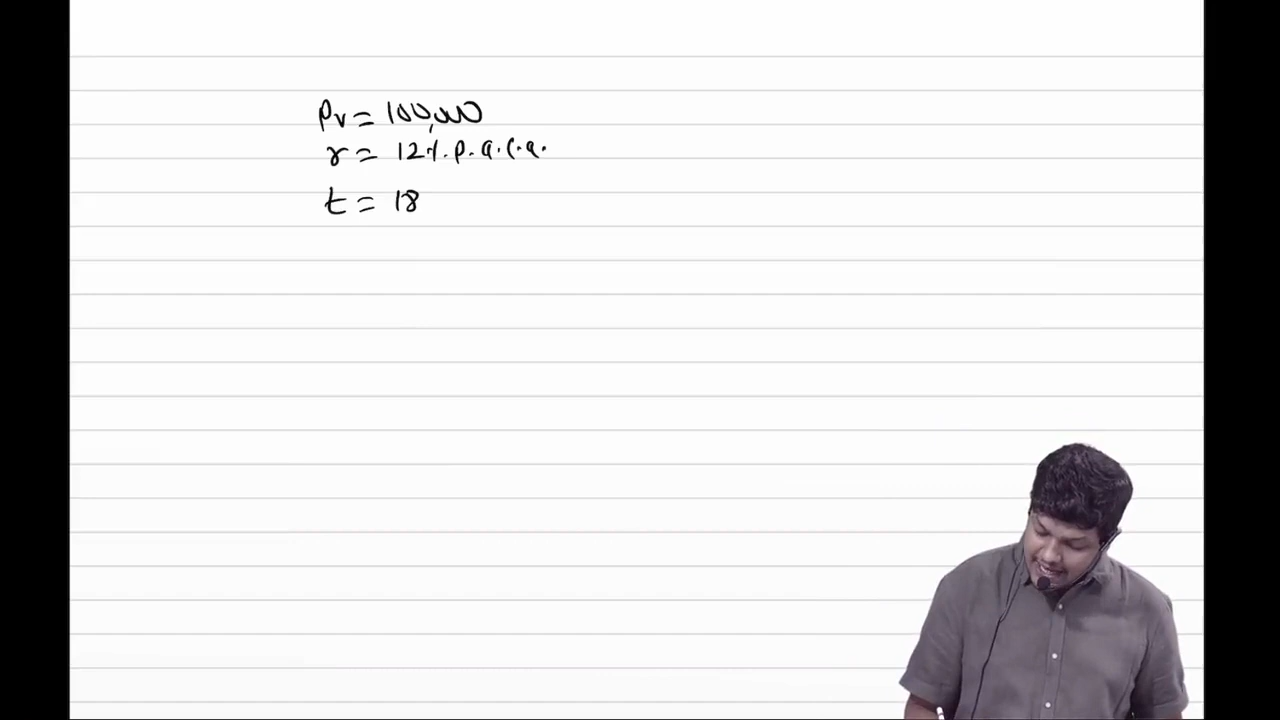 Pv = 100,000
r = 12%. p.a.c.a.
t = 18